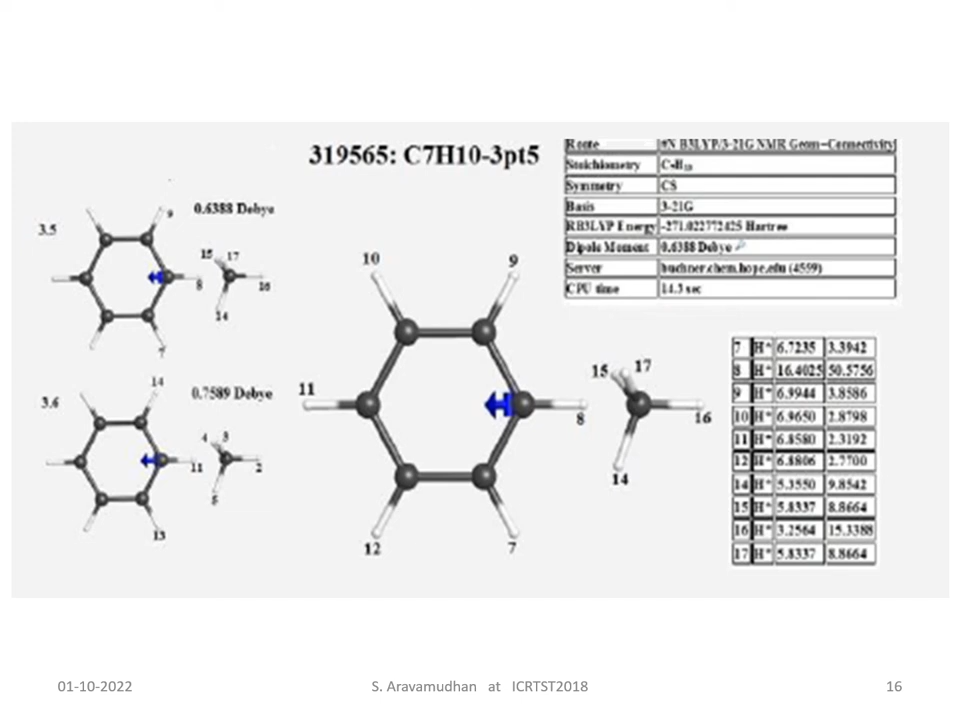 319565: C7H10-3pt5
Route 9N B3LYP/3-21G NMR Geom-Connectivity
Stoichiometry C₇H₁₀
Symmetry CS
Basis 3-21G
RB3LYP Energy -271.022772425 Hartree
Dipole Moment 0.6388 Debye
Server buchner.chem.hope.edu (4559)
CPU time 14.3 sec
3.5
9
0.6388 Debye
15 17
8
16
14
7
3.6
14
0.7589 Debye
4 3
11
2
5
13
10
9
11
15 17
8
16
14
12
7
7 H* 6.7235 3.3942
8 H* 16.4025 50.5756
9 H* 6.9944 3.8586
10 H* 6.9650 2.8798
11 H* 6.8580 2.3192
12 H* 6.8806 2.7700
14 H* 5.3550 9.8542
15 H* 5.8337 8.8664
16 H* 3.2564 15.3388
17 H* 5.8337 8.8664
01-10-2022
S. Aravamudhan at ICRTST2018
16